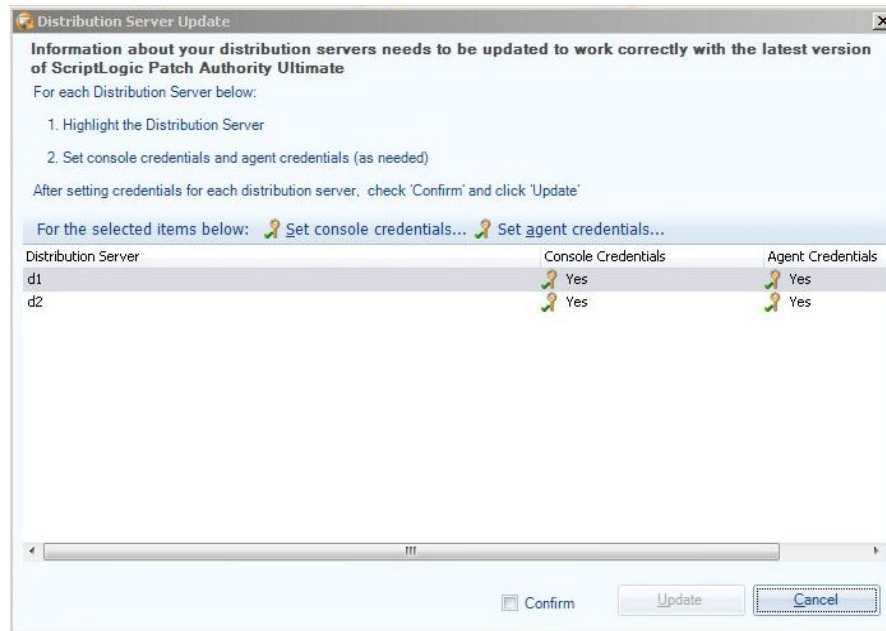 Distribution Server Update
Information about your distribution servers needs to be updated to work correctly with the latest version
of ScriptLogic Patch Authority Ultimate
For each Distribution Server below:
1. Highlight the Distribution Server
2. Set console credentials and agent credentials (as needed)
After setting credentials for each distribution server, check 'Confirm' and click 'Update'
For the selected items below: Set console credentials... Set agent credentials...
Distribution Server Console Credentials Agent Credentials
d1 Yes Yes
d2 Yes Yes
Confirm Update Cancel